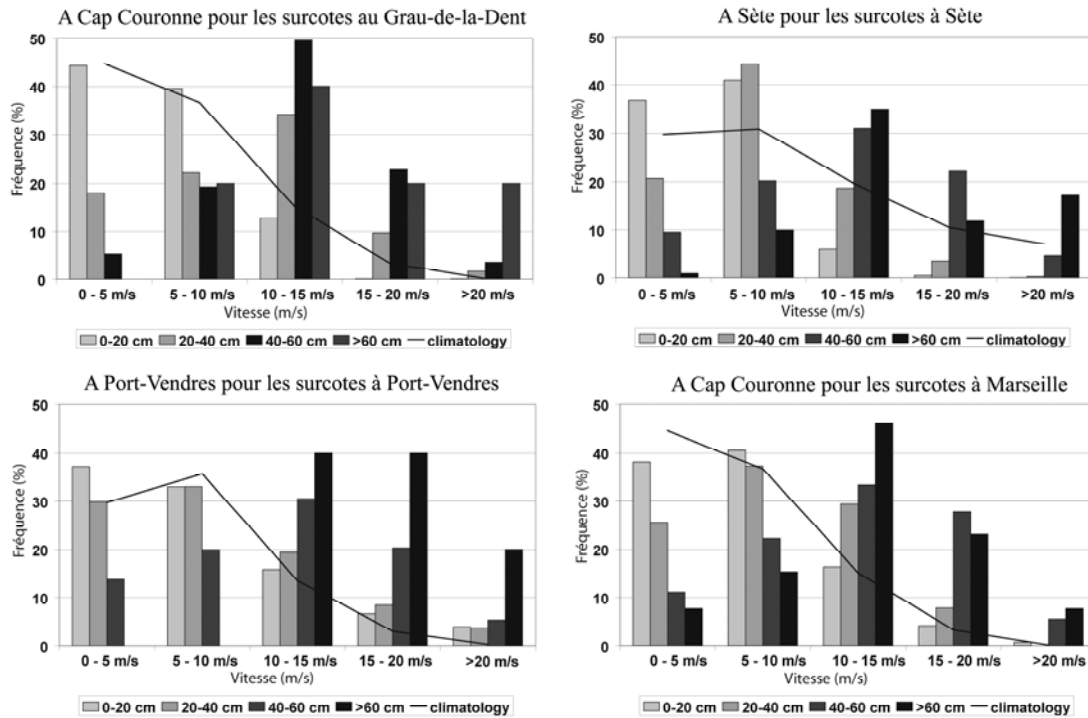 A Cap Couronne pour les surcotes au Grau-de-la-Dent
Fréquence (%)
50
40
30
20
10
0
0 - 5 m/s 5 - 10 m/s 10 - 15 m/s 15 - 20 m/s >20 m/s
Vitesse (m/s)
0-20 cm 20-40 cm 40-60 cm >60 cm climatology
A Sète pour les surcotes à Sète
Fréquence (%)
50
40
30
20
10
0
0 - 5 m/s 5 - 10 m/s 10 - 15 m/s 15 - 20 m/s >20 m/s
Vitesse (m/s)
0-20 cm 20-40 cm 40-60 cm >60 cm climatology
A Port-Vendres pour les surcotes à Port-Vendres
Fréquence (%)
50
40
30
20
10
0
0 - 5 m/s 5 - 10 m/s 10 - 15 m/s 15 - 20 m/s >20 m/s
Vitesse (m/s)
0-20 cm 20-40 cm 40-60 cm >60 cm climatology
A Cap Couronne pour les surcotes à Marseille
Fréquence (%)
50
40
30
20
10
0
0 - 5 m/s 5 - 10 m/s 10 - 15 m/s 15 - 20 m/s >20 m/s
Vitesse (m/s)
0-20 cm 20-40 cm 40-60 cm >60 cm climatology